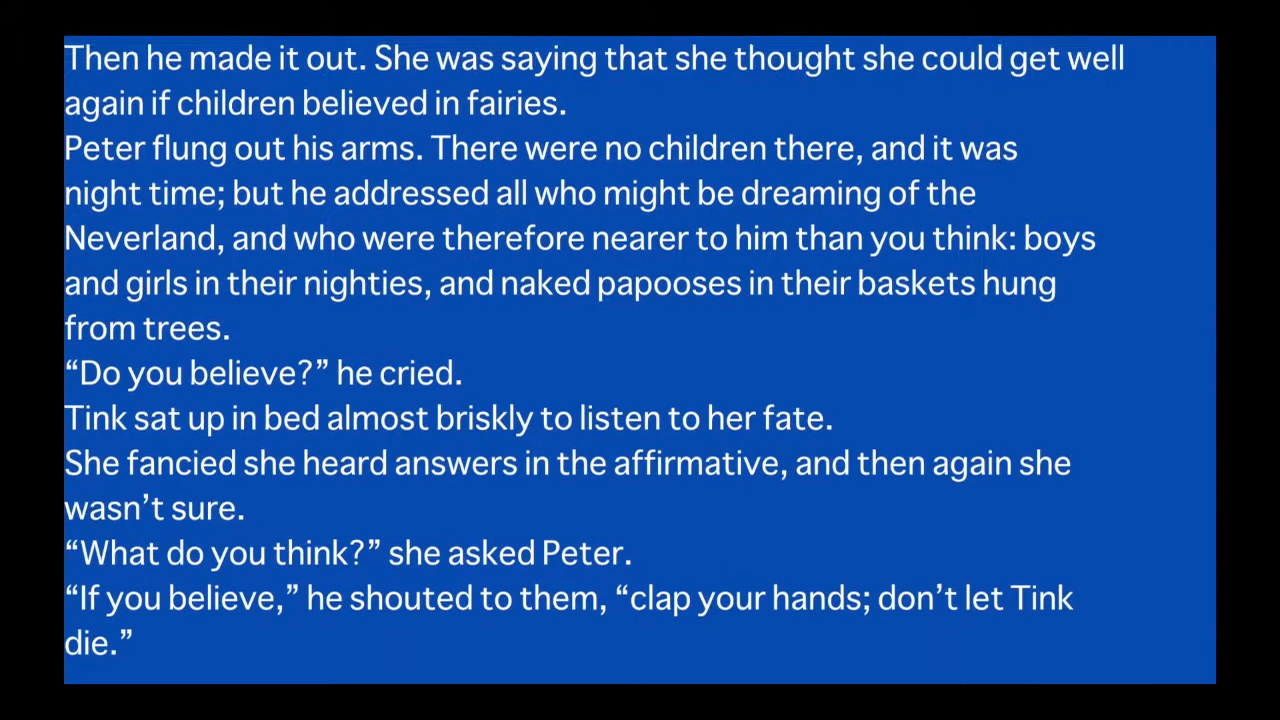 Then he made it out. She was saying that she thought she could get well
again if children believed in fairies.
Peter flung out his arms. There were no children there, and it was
night time; but he addressed all who might be dreaming of the
Neverland, and who were therefore nearer to him than you think: boys
and girls in their nighties, and naked papooses in their baskets hung
from trees.
“Do you believe?” he cried.
Tink sat up in bed almost briskly to listen to her fate.
She fancied she heard answers in the affirmative, and then again she
wasn’t sure.
“What do you think?” she asked Peter.
“If you believe,” he shouted to them, “clap your hands; don’t let Tink
die.”